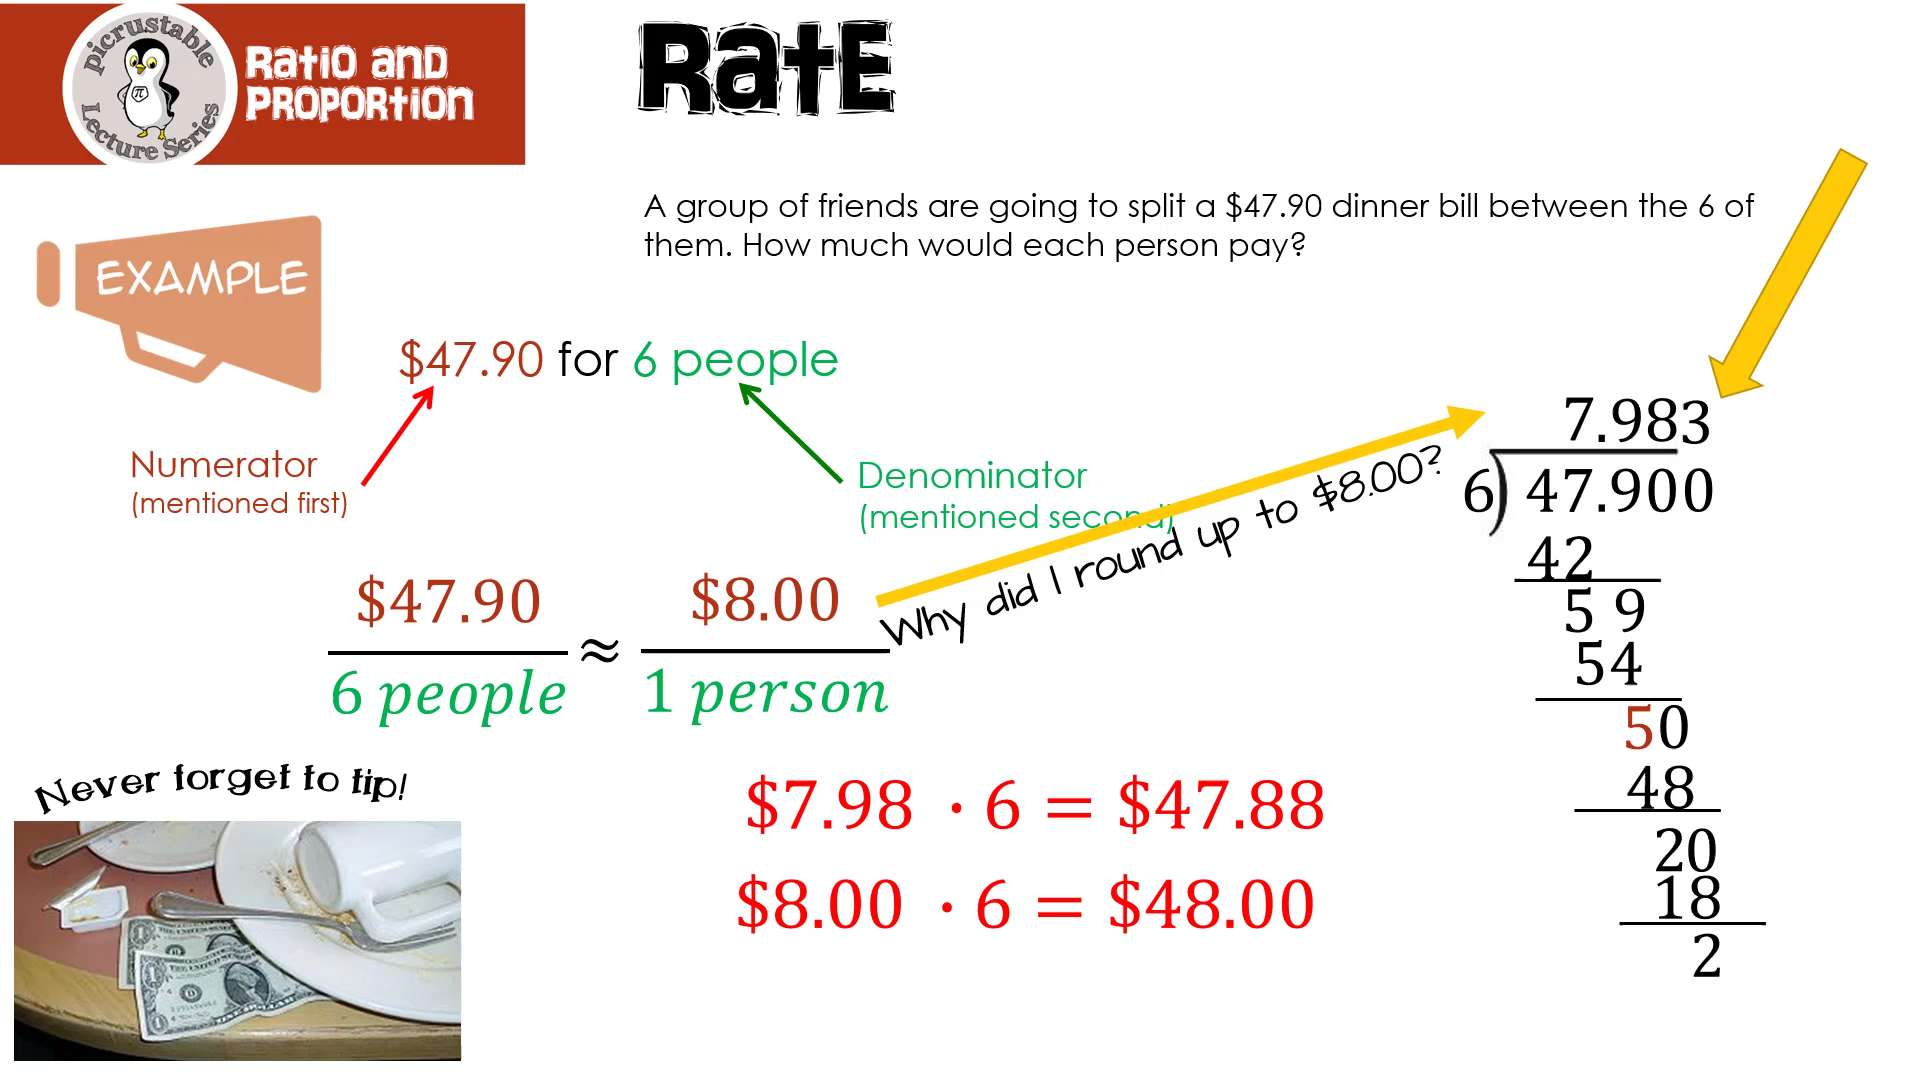 picrustable
Lecture Series
π
Ratio and
Proportion
Rate
A group of friends are going to split a $47.90 dinner bill between the 6 of
them. How much would each person pay?
EXAMPLE
$47.90 for 6 people
Numerator
(mentioned first)
Denominator
(mentioned second)
$47.90
6 people
≈
$8.00
1 person
Why did I round up to $8.00?
7.983
6) 47.900
42
5 9
54
50
48
20
18
2
$7.98 · 6 = $47.88
$8.00 · 6 = $48.00
Never forget to tip!